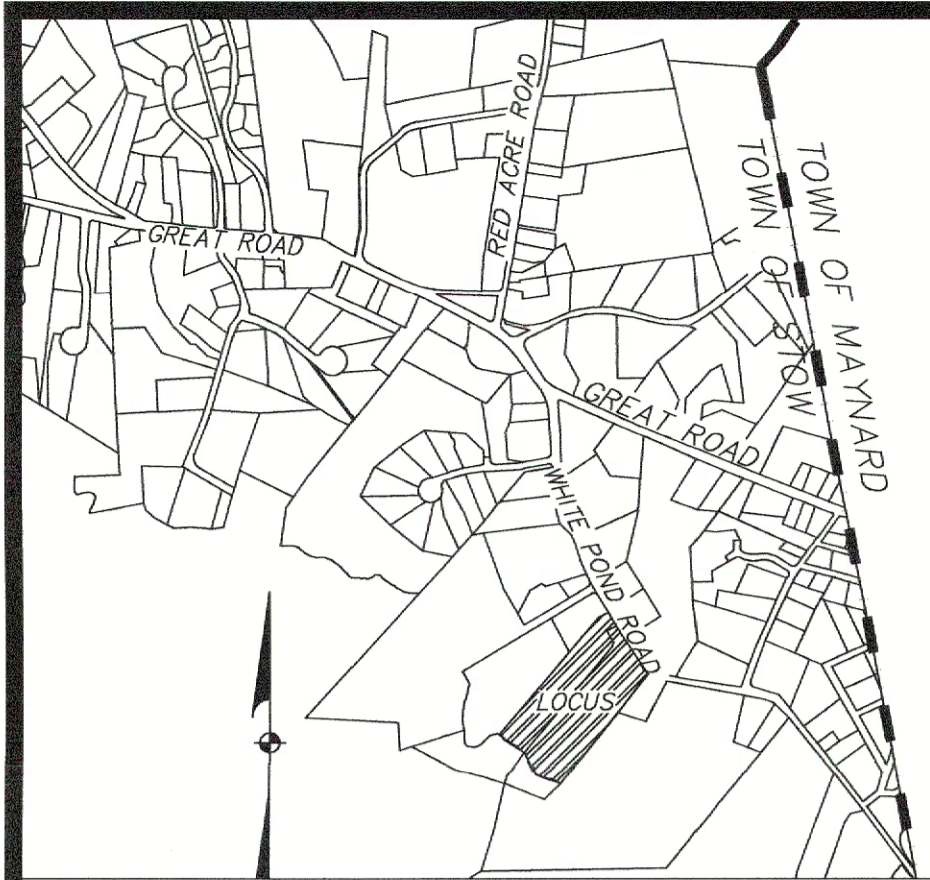 RED ACRE ROAD
TOWN OF MAYNARD
TOWN OF STOW
GREAT ROAD
GREAT ROAD
WHITE POND ROAD
LOCUS